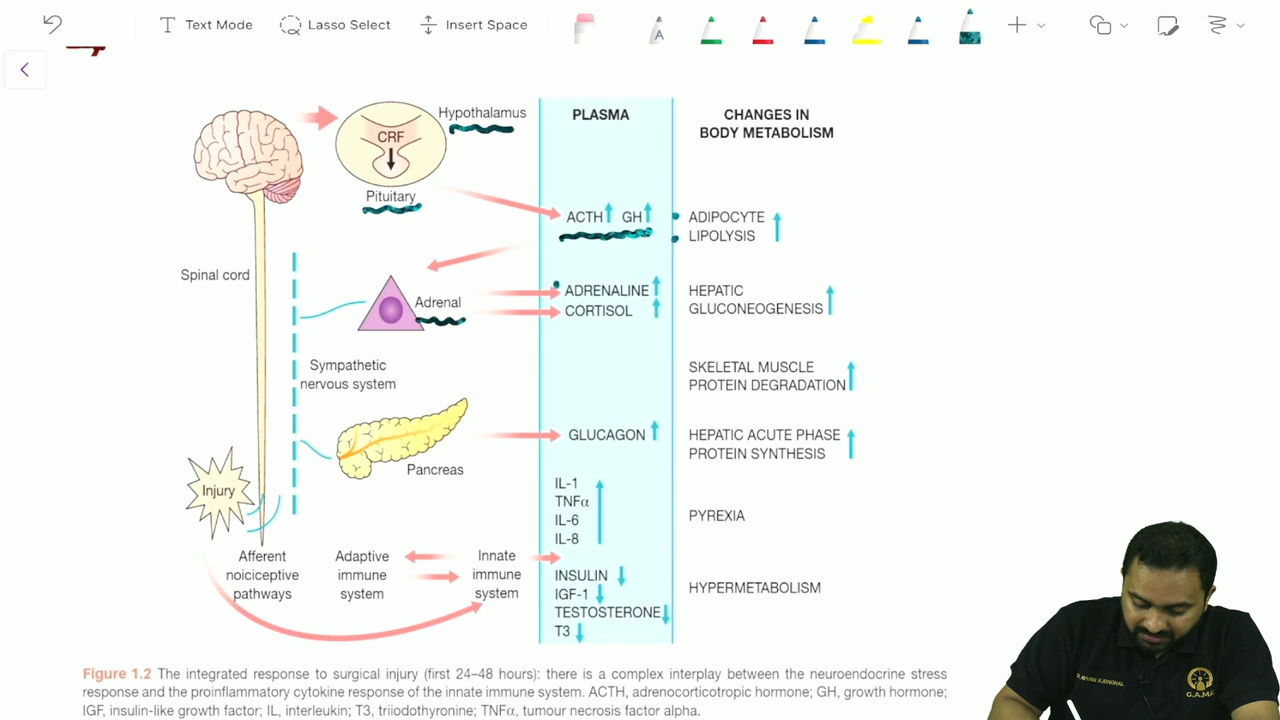 Text Mode
Lasso Select
Insert Space
A
Hypothalamus
CRF
Pituitary
Spinal cord
Adrenal
Sympathetic
nervous system
Pancreas
Injury
Afferent
noiciceptive
pathways
Adaptive
immune
system
Innate
immune
system
PLASMA
ACTH GH
ADRENALINE
CORTISOL
GLUCAGON
IL-1
TNFα
IL-6
IL-8
INSULIN
IGF-1
TESTOSTERONE
T3
CHANGES IN
BODY METABOLISM
ADIPOCYTE
LIPOLYSIS
HEPATIC
GLUCONEOGENESIS
SKELETAL MUSCLE
PROTEIN DEGRADATION
HEPATIC ACUTE PHASE
PROTEIN SYNTHESIS
PYREXIA
HYPERMETABOLISM
Figure 1.2 The integrated response to surgical injury (first 24–48 hours): there is a complex interplay between the neuroendocrine stress
response and the proinflammatory cytokine response of the innate immune system. ACTH, adrenocorticotropic hormone; GH, growth hormone;
IGF, insulin-like growth factor; IL, interleukin; T3, triiodothyronine; TNFα, tumour necrosis factor alpha.
G.A.M.E